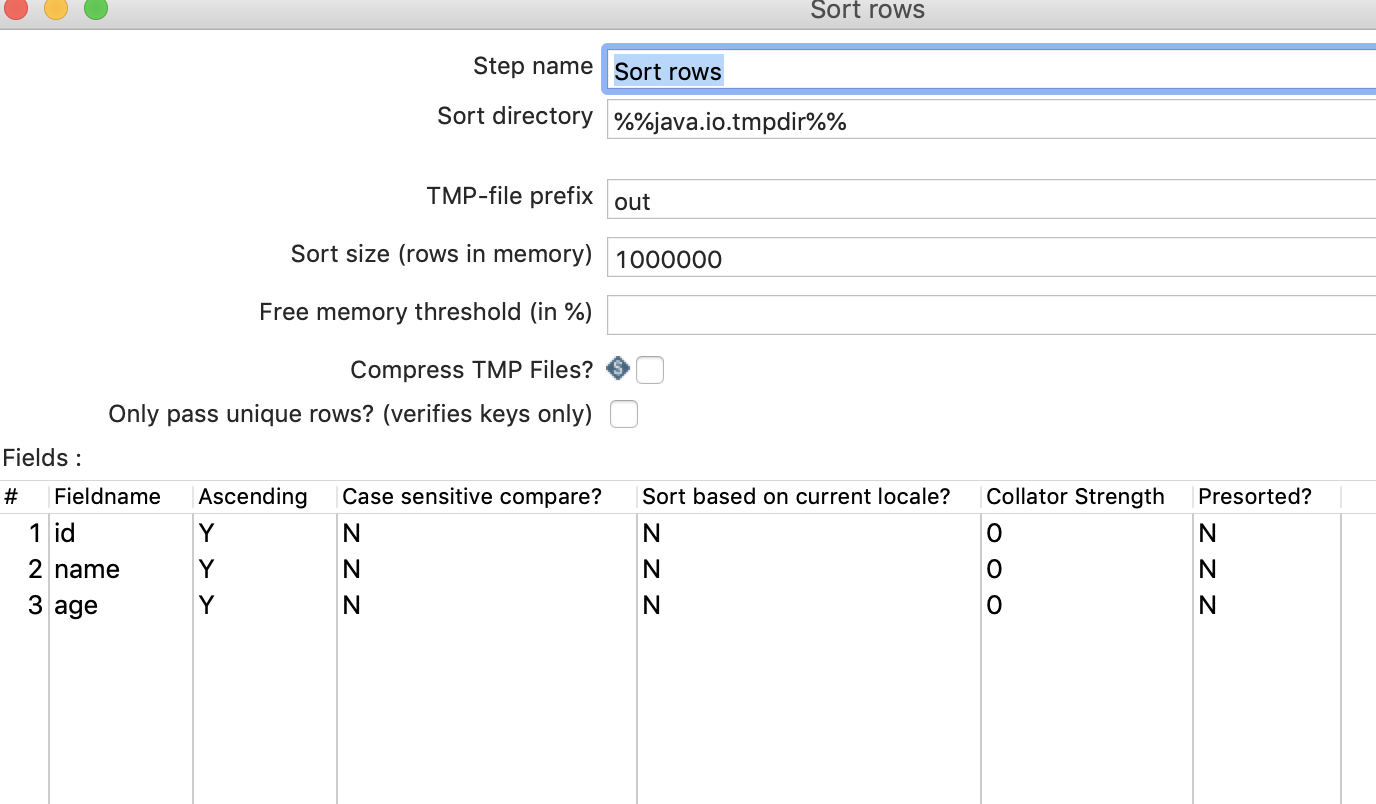 Sort rows
Step name Sort rows
Sort directory %%java.io.tmpdir%%
TMP-file prefix out
Sort size (rows in memory) 1000000
Free memory threshold (in %)
Compress TMP Files? $
Only pass unique rows? (verifies keys only)
Fields :
# Fieldname Ascending Case sensitive compare? Sort based on current locale? Collator Strength Presorted?
1 id Y N N 0 N
2 name Y N N 0 N
3 age Y N N 0 N